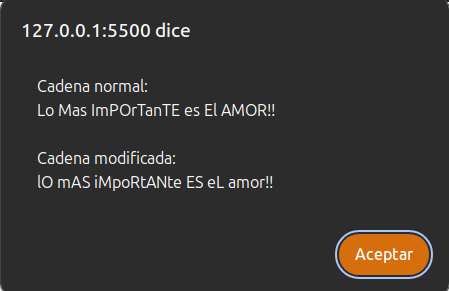 127.0.0.1:5500 dice
Cadena normal:
Lo Mas ImPOrTanTE es El AMOR!!
Cadena modificada:
lO mAS iMpoRtANte ES eL amor!!
Aceptar